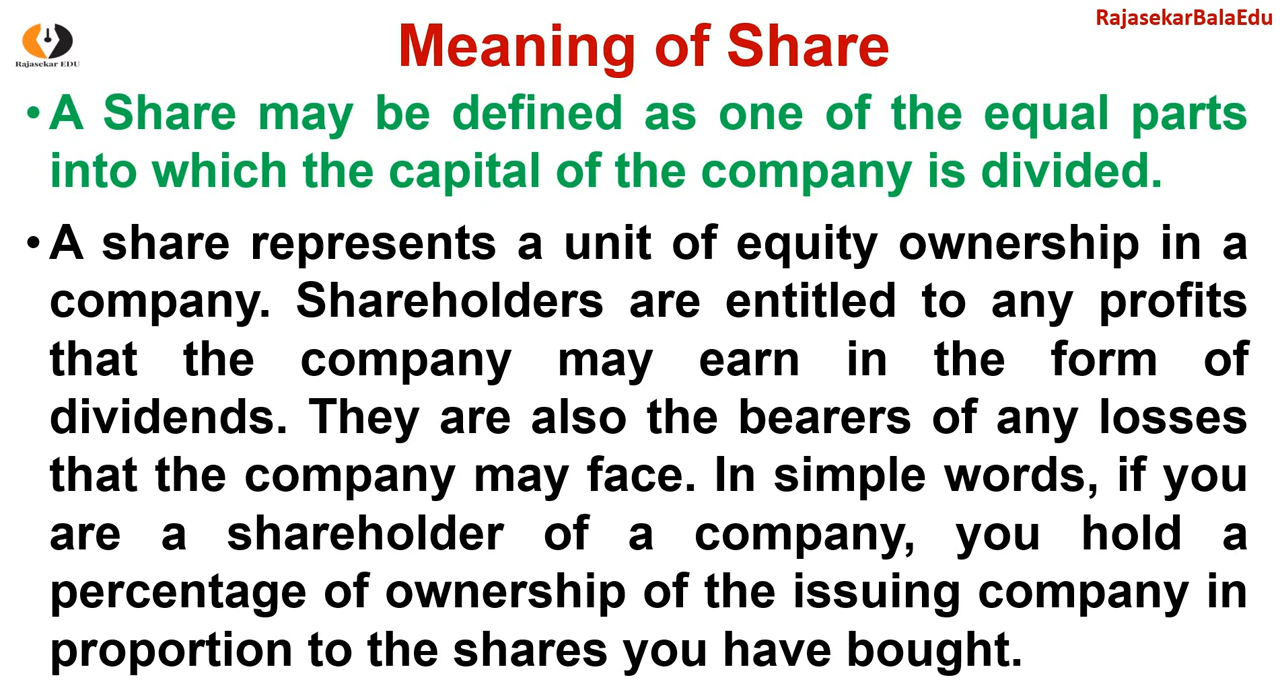 RajasekarBalaEdu
Rajasekar EDU
Meaning of Share
•A Share may be defined as one of the equal parts
into which the capital of the company is divided.
•A share represents a unit of equity ownership in a
company. Shareholders are entitled to any profits
that the company may earn in the form of
dividends. They are also the bearers of any losses
that the company may face. In simple words, if you
are a shareholder of a company, you hold a
percentage of ownership of the issuing company in
proportion to the shares you have bought.